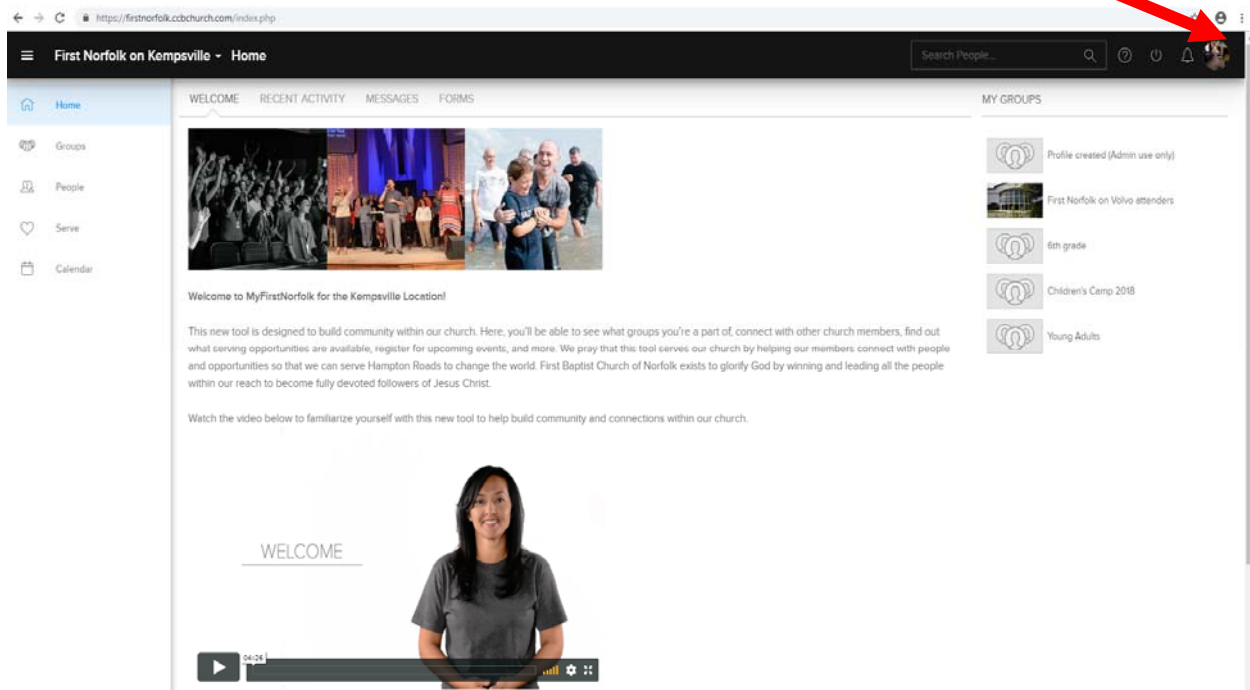 https://firstnorfolk.ccbchurch.com/index.php
First Norfolk on Kempsville - Home
Search People...
Home
Groups
People
Serve
Calendar
WELCOME RECENT ACTIVITY MESSAGES FORMS
Welcome to MyFirstNorfolk for the Kempsville Location!
This new tool is designed to build community within our church. Here, you'll be able to see what groups you're a part of, connect with other church members, find out
what serving opportunities are available, register for upcoming events, and more. We pray that this tool serves our church by helping our members connect with people
and opportunities so that we can serve Hampton Roads to change the world. First Baptist Church of Norfolk exists to glorify God by winning and leading all the people
within our reach to become fully devoted followers of Jesus Christ.
Watch the video below to familiarize yourself with this new tool to help build community and connections within our church.
WELCOME
04:26
MY GROUPS
Profile created (Admin use only)
First Norfolk on Volvo attenders
6th grade
Children's Camp 2018
Young Adults